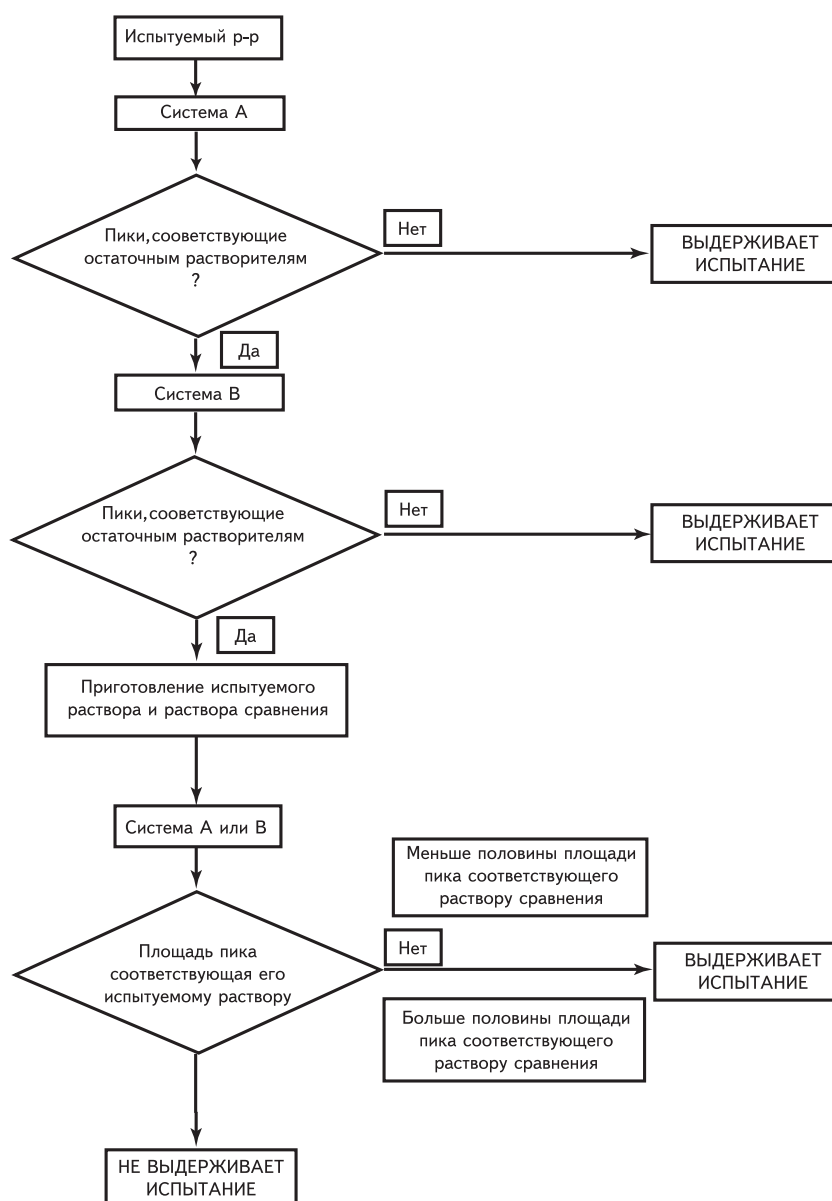 Испытуемый р-р
Система А
Пики,сооветствующие
остаточным растворителям
?
Нет
ВЫДЕРЖИВАЕТ
ИСПЫТАНИЕ
Да
Система В
Пики,сооветствующие
остаточным растворителям
?
Нет
ВЫДЕРЖИВАЕТ
ИСПЫТАНИЕ
Да
Приготовление испытуемого
раствора и раствора сравнения
Система А или В
Меньше половины площади
пика соответствующего
раствору сравнения
Площадь пика
соответствующая его
испытуемому раствору
Нет
ВЫДЕРЖИВАЕТ
ИСПЫТАНИЕ
Больше половины площади
пика соответствующего
раствору сравнения
НЕ ВЫДЕРЖИВАЕТ
ИСПЫТАНИЕ